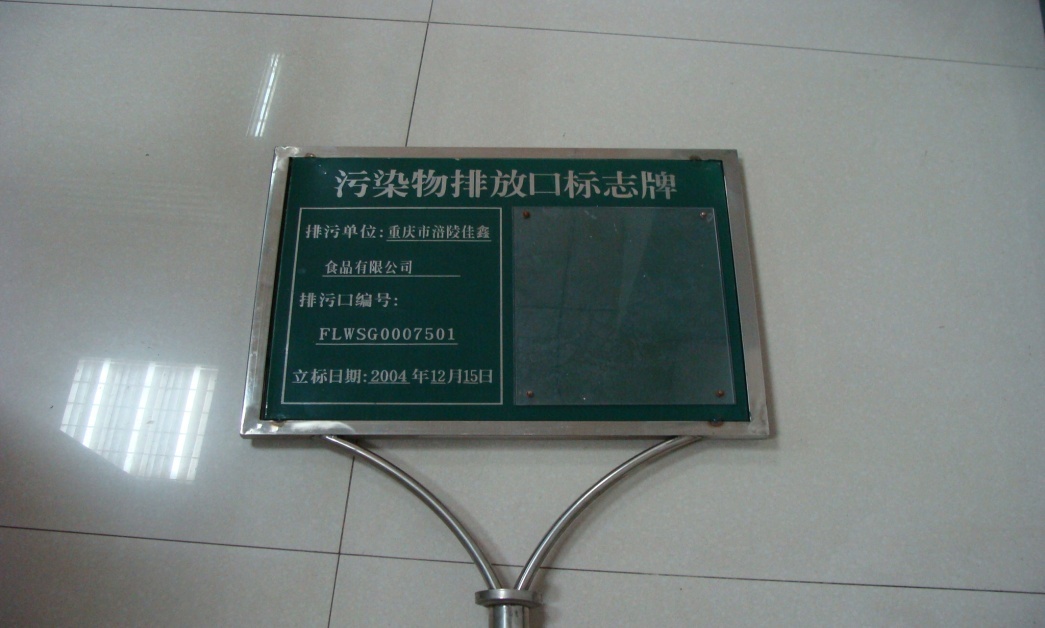 污染物排放口标志牌
排污单位:重庆市涪陵佳鑫
食品有限公司
排污口编号:
FLWSG0007501
立标日期:2004年12月15日